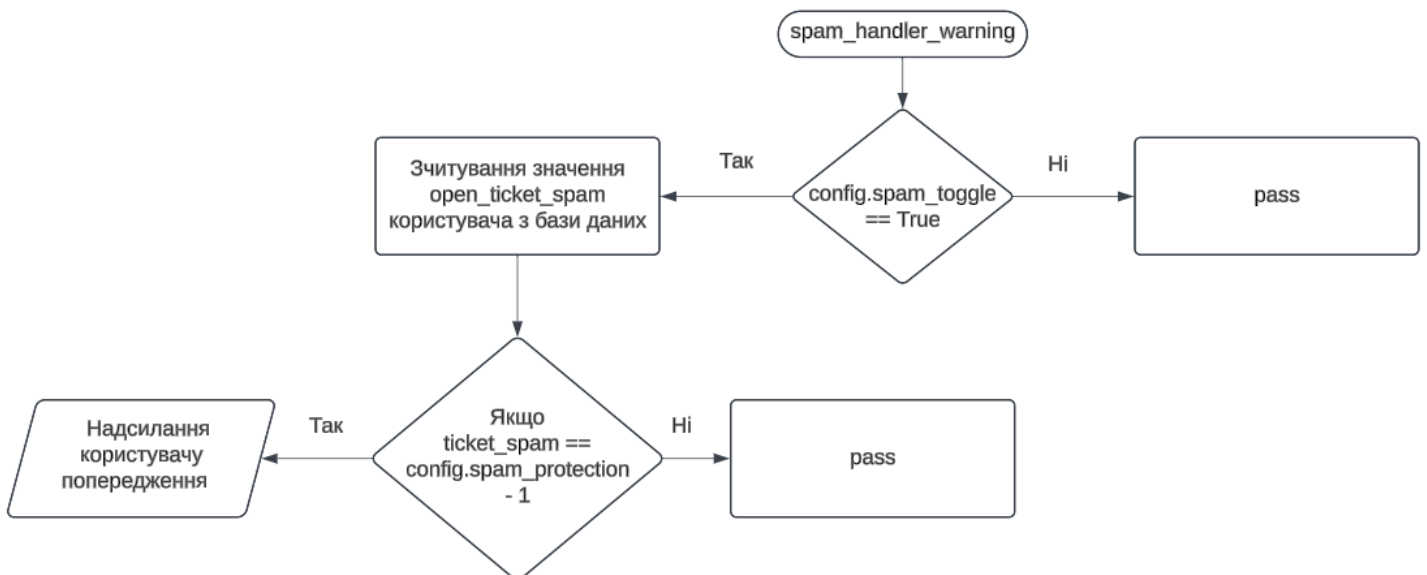 spam_handler_warning
Так
Ні
Зчитування значення
open_ticket_spam
користувача з бази даних
config.spam_toggle
== True
pass
Надсилання
користувачу
попередження
Так
Якщо
ticket_spam ==
config.spam_protection
- 1
Ні
pass